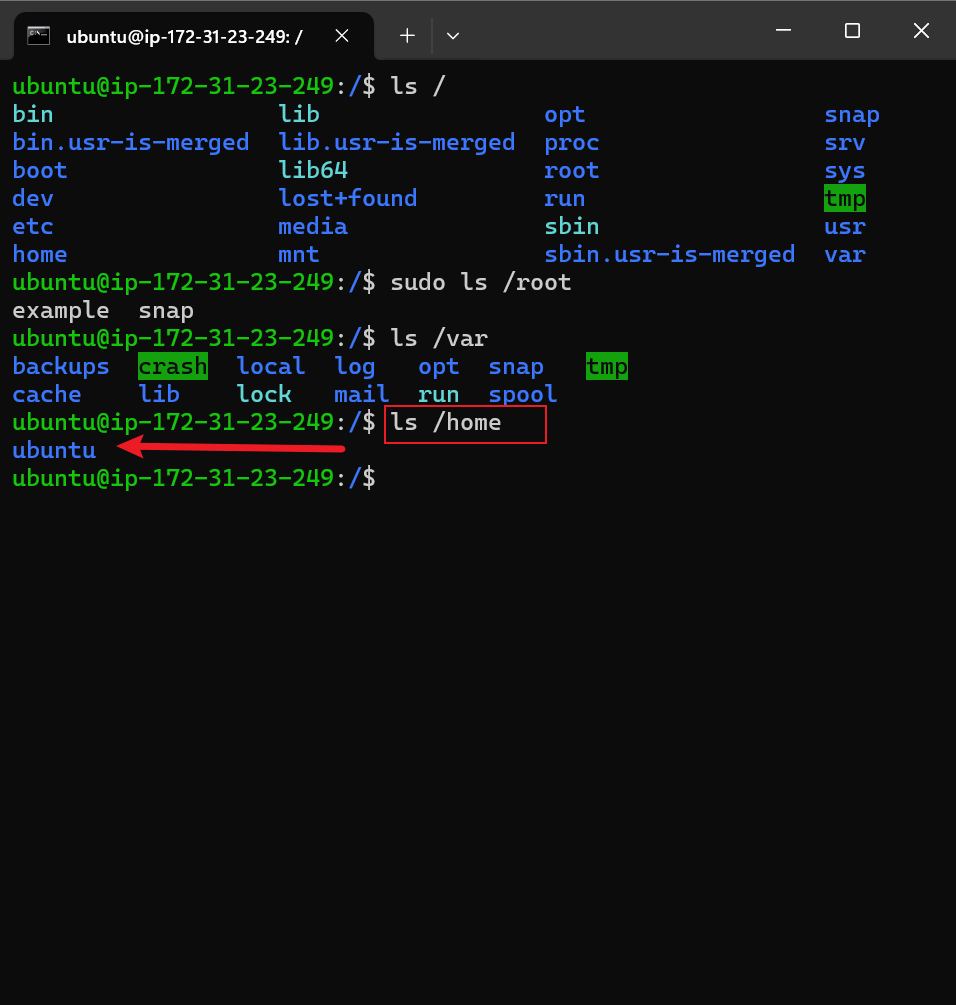 ubuntu@ip-172-31-23-249: /
ubuntu@ip-172-31-23-249:/$ ls /
bin lib opt snap
bin.usr-is-merged lib.usr-is-merged proc srv
boot lib64 root sys
dev lost+found run tmp
etc media sbin usr
home mnt sbin.usr-is-merged var
ubuntu@ip-172-31-23-249:/$ sudo ls /root
example snap
ubuntu@ip-172-31-23-249:/$ ls /var
backups crash local log opt snap tmp
cache lib lock mail run spool
ubuntu@ip-172-31-23-249:/$ ls /home
ubuntu
ubuntu@ip-172-31-23-249:/$